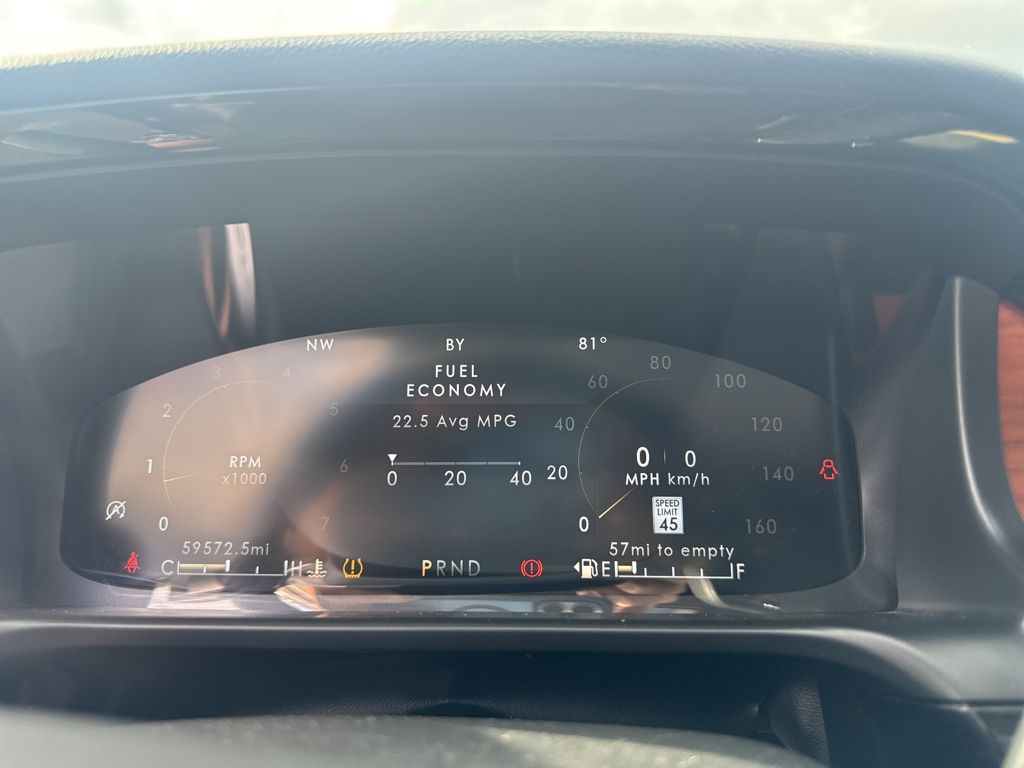 NW BY 81°
FUEL
ECONOMY
22.5 Avg MPG
0 20 40
0 1 2 3 4 5 6 7
RPM
x1000
0 20 40 60 80 100 120 140 160
0 0
MPH km/h
SPEED
LIMIT
45
59572.5mi
57mi to empty
C H
PRND
E F